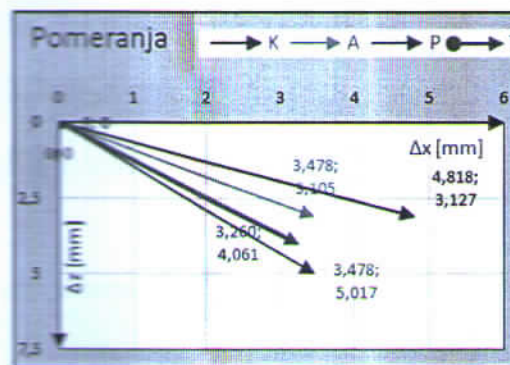 Pomeranja
K A P
0 1 2 3 4 5 6
0
Δx [mm]
3,478;
3,105
4,818;
3,127
2,5
3,260;
4,061
Δz [mm]
5
3,478;
5,017
7,5